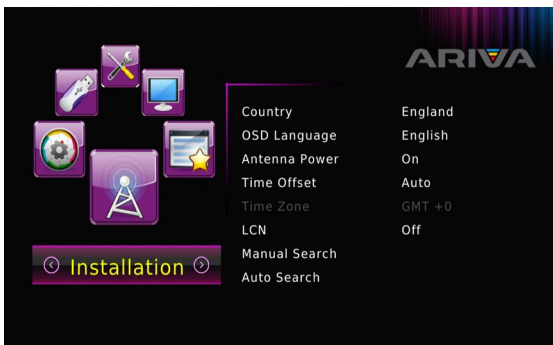 ARIVA
Country England
OSD Language English
Antenna Power On
Time Offset Auto
Time Zone GMT +0
LCN Off
Manual Search
Auto Search
Installation